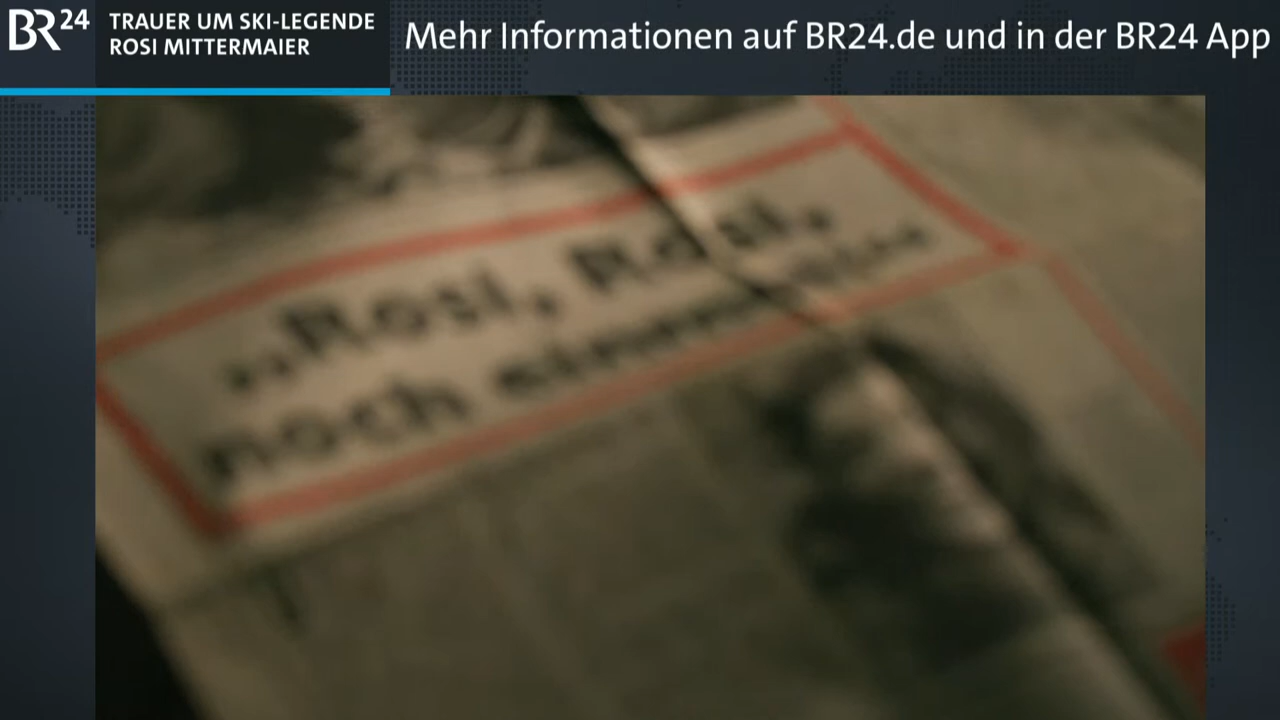 BR24
TRAUER UM SKI-LEGENDE
ROSI MITTERMAIER
Mehr Informationen auf BR24.de und in der BR24 App
„Rosi, Rosi,
noch einmal